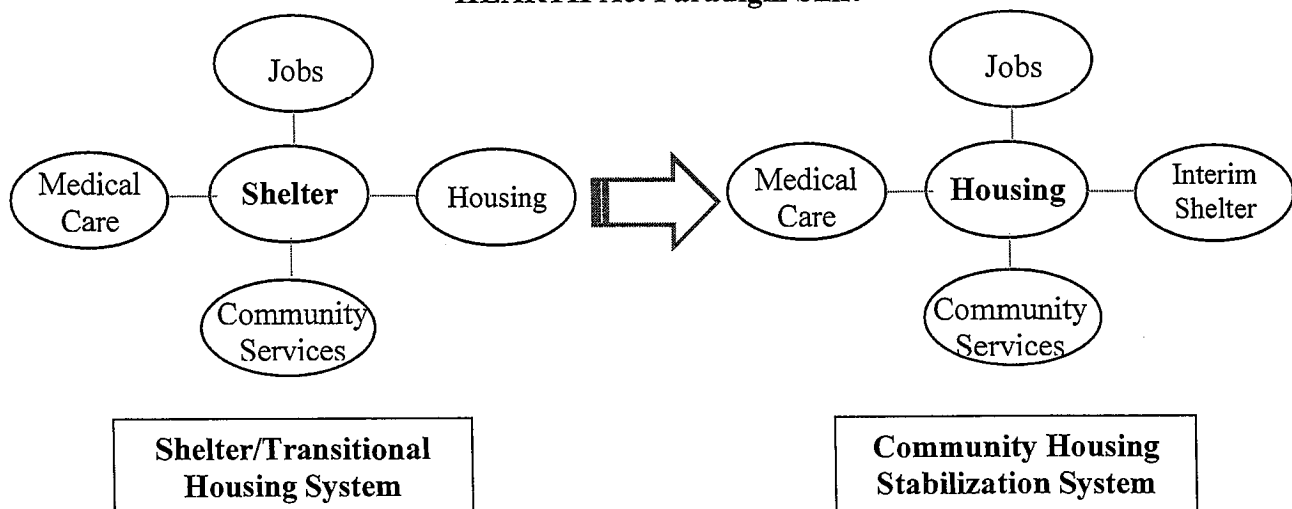 Jobs
Medical
Care
Shelter
Housing
Community
Services
Shelter/Transitional
Housing System
Jobs
Medical
Care
Housing
Interim
Shelter
Community
Services
Community Housing
Stabilization System